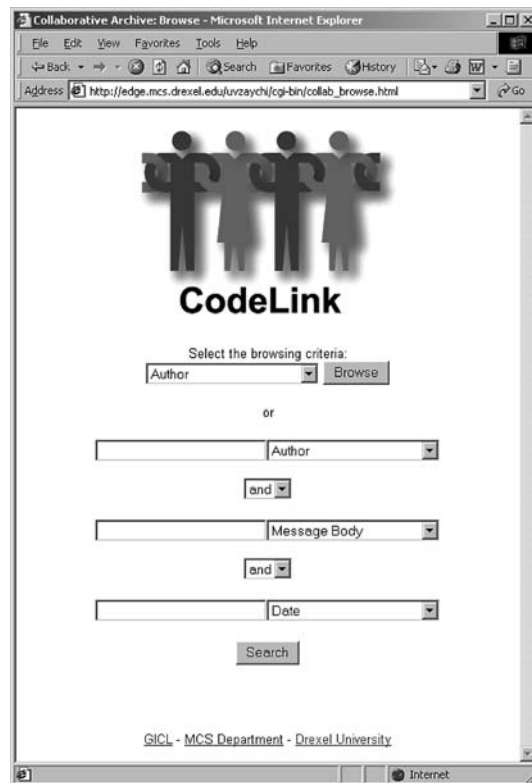 Collaborative Archive: Browse - Microsoft Internet Explorer
File Edit View Favorites Tools Help
Back Search Favorites History
Address http://edge.mcs.drexel.edu/uvzaychi/cgi-bin/collab_browse.html Go
CodeLink
Select the browsing criteria:
Author Browse
or
Author
and
Message Body
and
Date
Search
GICL - MCS Department - Drexel University
Internet